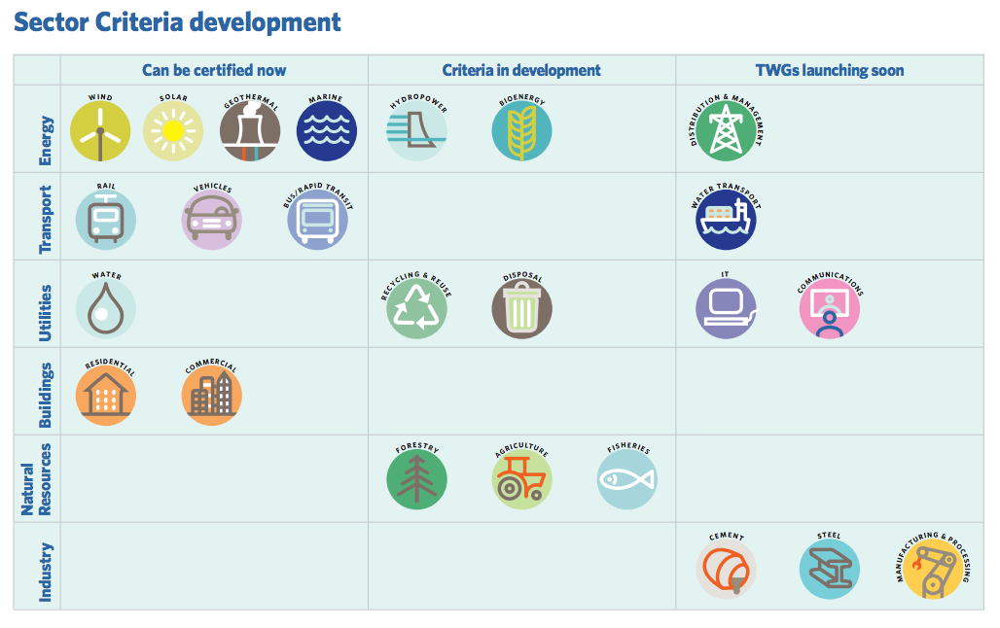 Sector Criteria development
Can be certified now
Criteria in development
TWGs launching soon
Energy
WIND
SOLAR
GEOTHERMAL
MARINE
HYDROPOWER
BIOENERGY
DISTRIBUTION & MANAGEMENT
Transport
RAIL
VEHICLES
BUS/RAPID TRANSIT
WATER TRANSPORT
Utilities
WATER
RECYCLING & REUSE
DISPOSAL
IT
COMMUNICATIONS
Buildings
RESIDENTIAL
COMMERCIAL
Natural
Resources
FORESTRY
AGRICULTURE
FISHERIES
Industry
CEMENT
STEEL
MANUFACTURING & PROCESSING